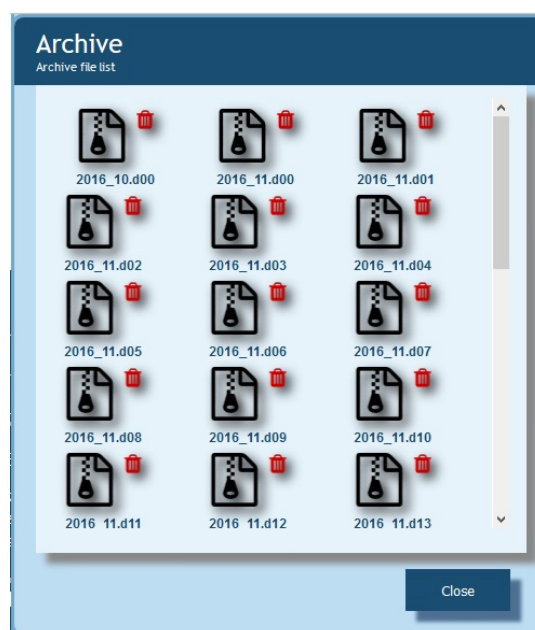 Archive
Archive file list
2016_10.d00 2016_11.d00 2016_11.d01
2016_11.d02 2016_11.d03 2016_11.d04
2016_11.d05 2016_11.d06 2016_11.d07
2016_11.d08 2016_11.d09 2016_11.d10
2016_11.d11 2016_11.d12 2016_11.d13
Close